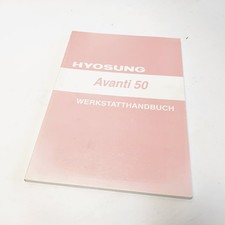 HYOSUNG
Avanti 50
WERKSTATTHANDBUCH